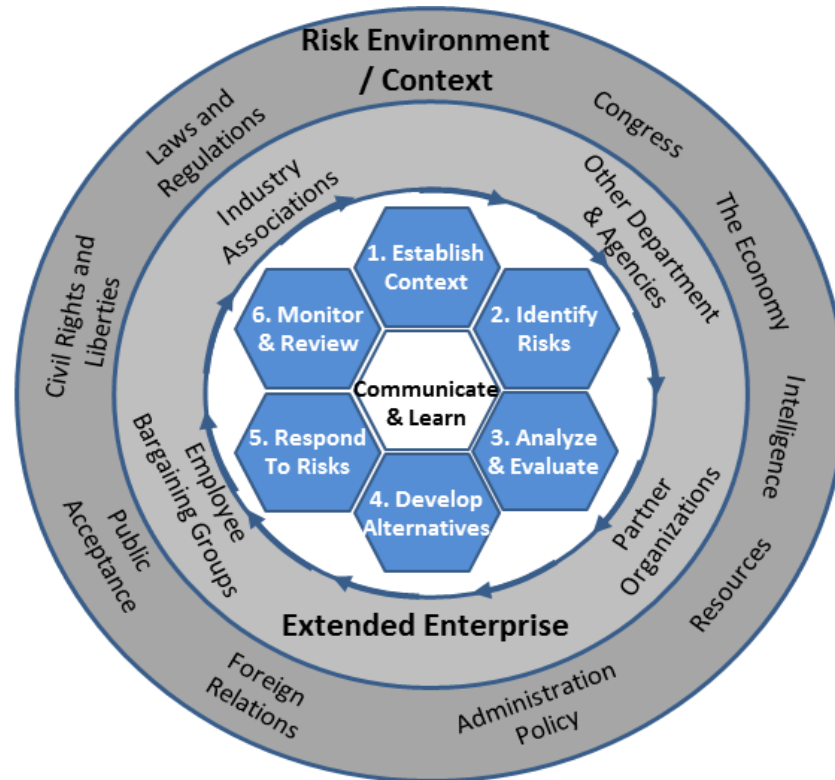 Risk Environment
/ Context
Congress
The Economy
Intelligence
Resources
Administration
Policy
Foreign
Relations
Public
Acceptance
Civil Rights and
Liberties
Laws and
Regulations
Industry
Associations
Other Department
& Agencies
Partner
Organizations
Extended Enterprise
Employee
Bargaining Groups
1. Establish
Context
2. Identify
Risks
3. Analyze
& Evaluate
4. Develop
Alternatives
5. Respond
To Risks
6. Monitor
& Review
Communicate
& Learn